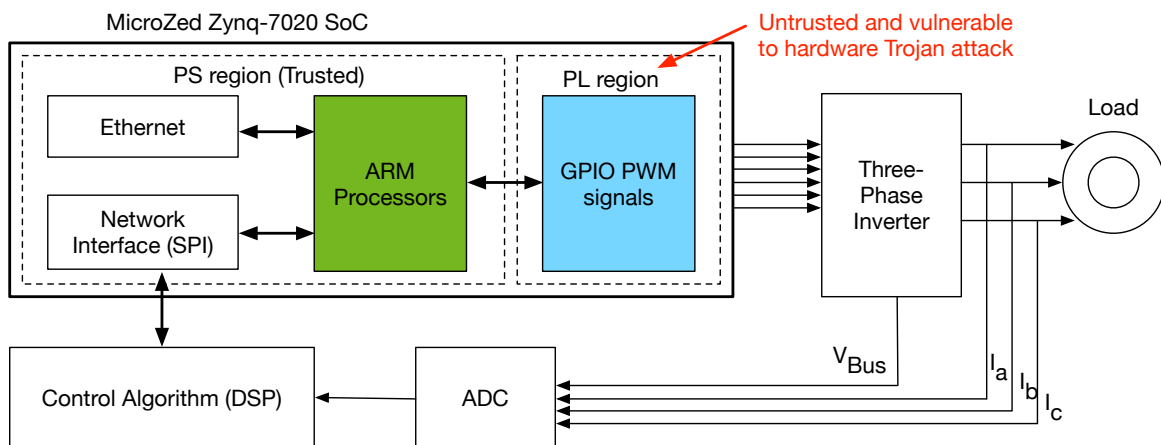 MicroZed Zynq-7020 SoC
Untrusted and vulnerable
to hardware Trojan attack
PS region (Trusted)
PL region
Ethernet
ARM
Processors
GPIO PWM
signals
Network
Interface (SPI)
Three-
Phase
Inverter
Load
Control Algorithm (DSP)
ADC
VBus
Ia
Ib
Ic